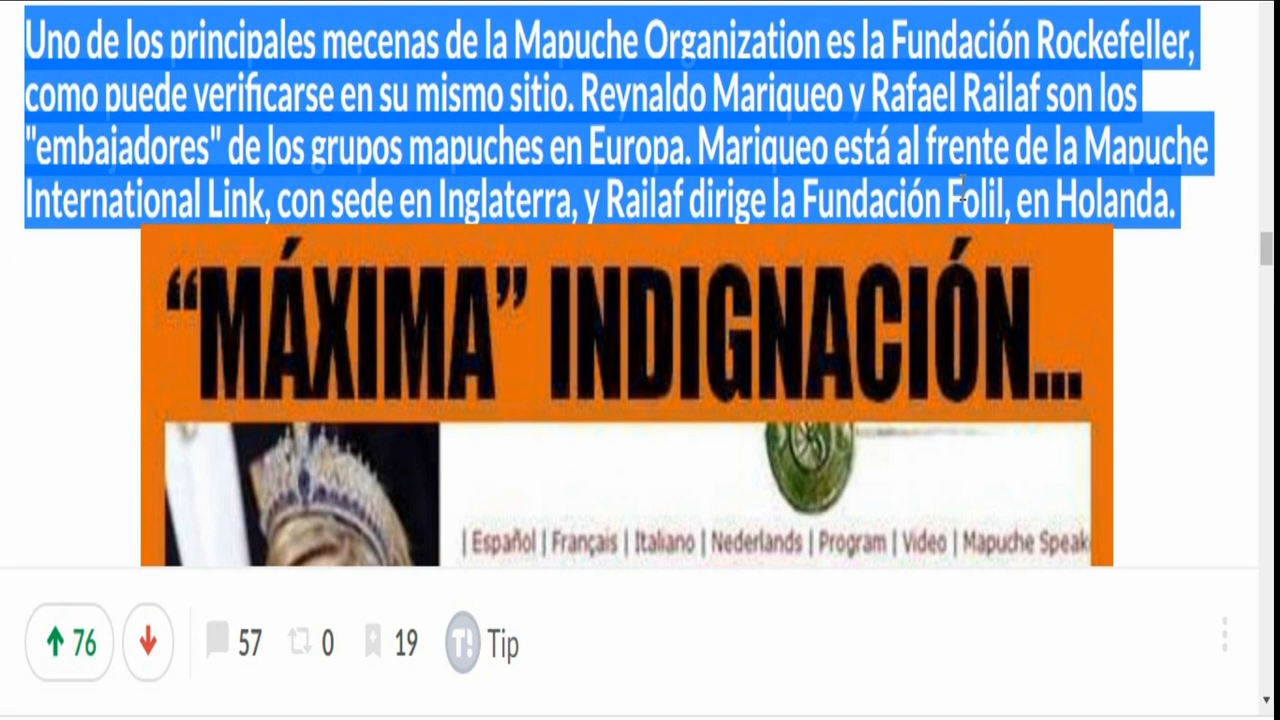 Uno de los principales mecenas de la Mapuche Organization es la Fundación Rockefeller,
como puede verificarse en su mismo sitio. Reynaldo Mariqueo y Rafael Railaf son los
"embajadores" de los grupos mapuches en Europa. Mariqueo está al frente de la Mapuche
International Link, con sede en Inglaterra, y Railaf dirige la Fundación Folil, en Holanda.
“MÁXIMA” INDIGNACIÓN...
| Español | Français | Italiano | Nederlands | Program | Video | Mapuche Speak
76 57 0 19 T! Tip